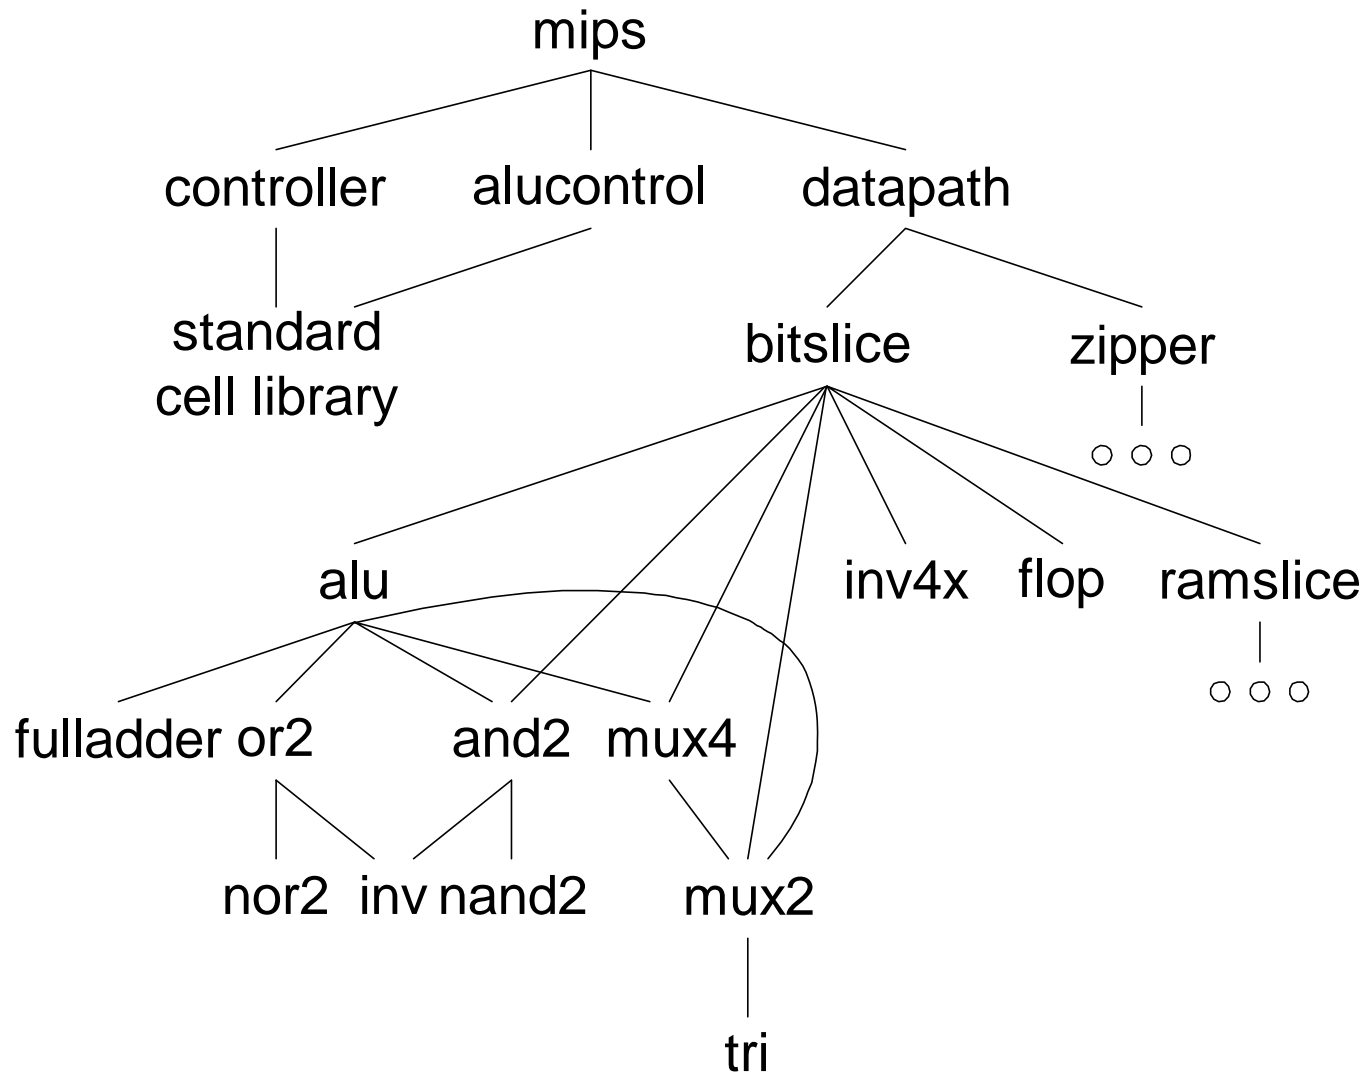 mips
controller alucontrol datapath
standard
cell library
bitslice zipper
alu inv4x flop ramslice
fulladder or2 and2 mux4
nor2 inv nand2 mux2
tri